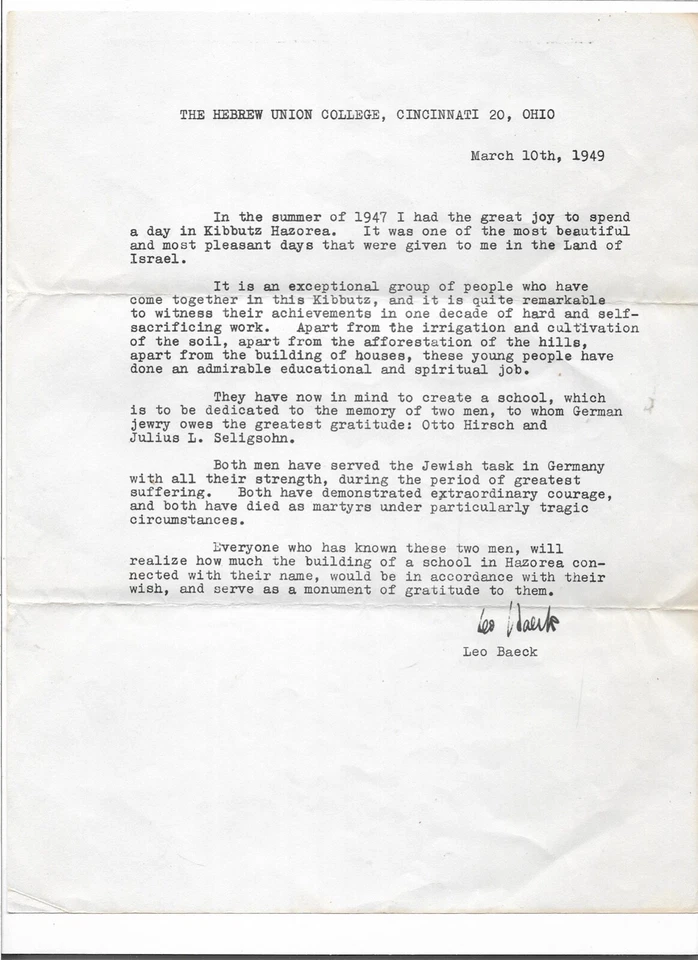 THE HEBREW UNION COLLEGE, CINCINNATI 20, OHIO
March 10th, 1949
In the summer of 1947 I had the great joy to spend
a day in Kibbutz Hazorea. It was one of the most beautiful
and most pleasant days that were given to me in the Land of
Israel.
It is an exceptional group of people who have
come together in this Kibbutz, and it is quite remarkable
to witness their achievements in one decade of hard and self-
sacrificing work. Apart from the irrigation and cultivation
of the soil, apart from the afforestation of the hills,
apart from the building of houses, these young people have
done an admirable educational and spiritual job.
They have now in mind to create a school, which
is to be dedicated to the memory of two men, to whom German
jewry owes the greatest gratitude: Otto Hirsch and
Julius L. Seligsohn.
Both men have served the Jewish task in Germany
with all their strength, during the period of greatest
suffering. Both have demonstrated extraordinary courage,
and both have died as martyrs under particularly tragic
circumstances.
Everyone who has known these two men, will
realize how much the building of a school in Hazorea con-
nected with their name, would be in accordance with their
wish, and serve as a monument of gratitude to them.
Leo Baeck
Leo Baeck